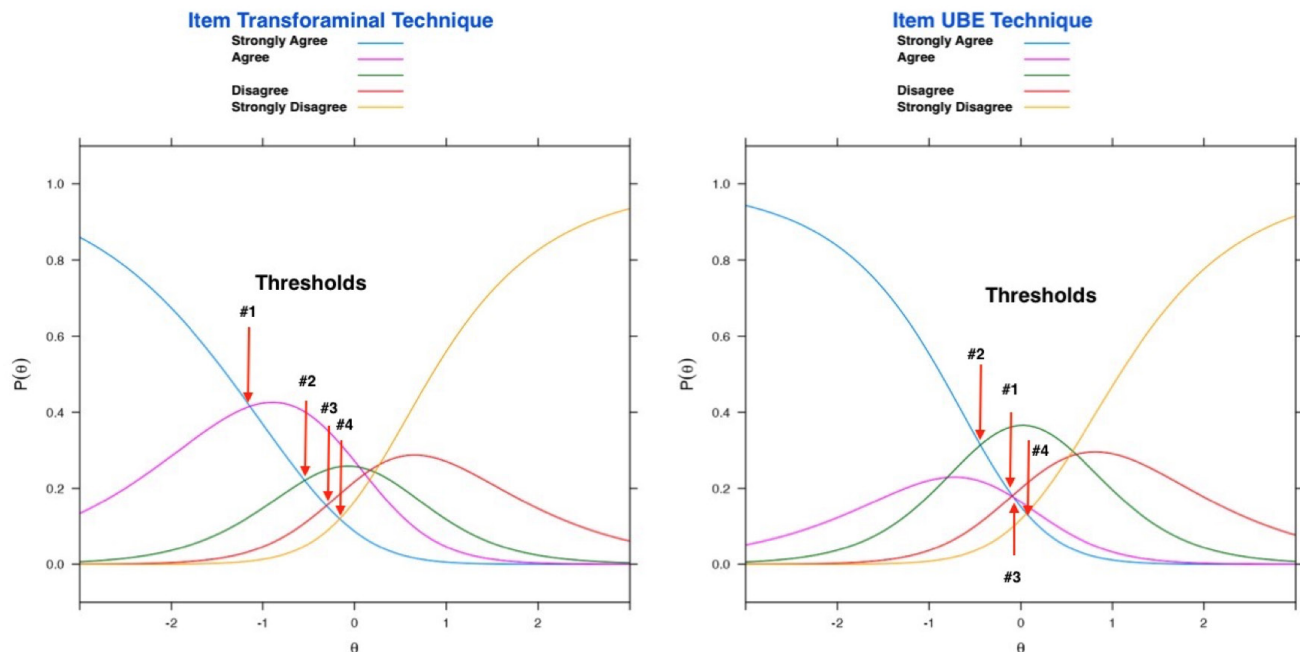 Item Transforaminal Technique
Strongly Agree
Agree
Disagree
Strongly Disagree
Thresholds
#1
#2
#3
#4
P(θ)
1.0
0.8
0.6
0.4
0.2
0.0
-2 -1 0 1 2
θ
Item UBE Technique
Strongly Agree
Agree
Disagree
Strongly Disagree
Thresholds
#2
#1
#4
#3
P(θ)
1.0
0.8
0.6
0.4
0.2
0.0
-2 -1 0 1 2
θ